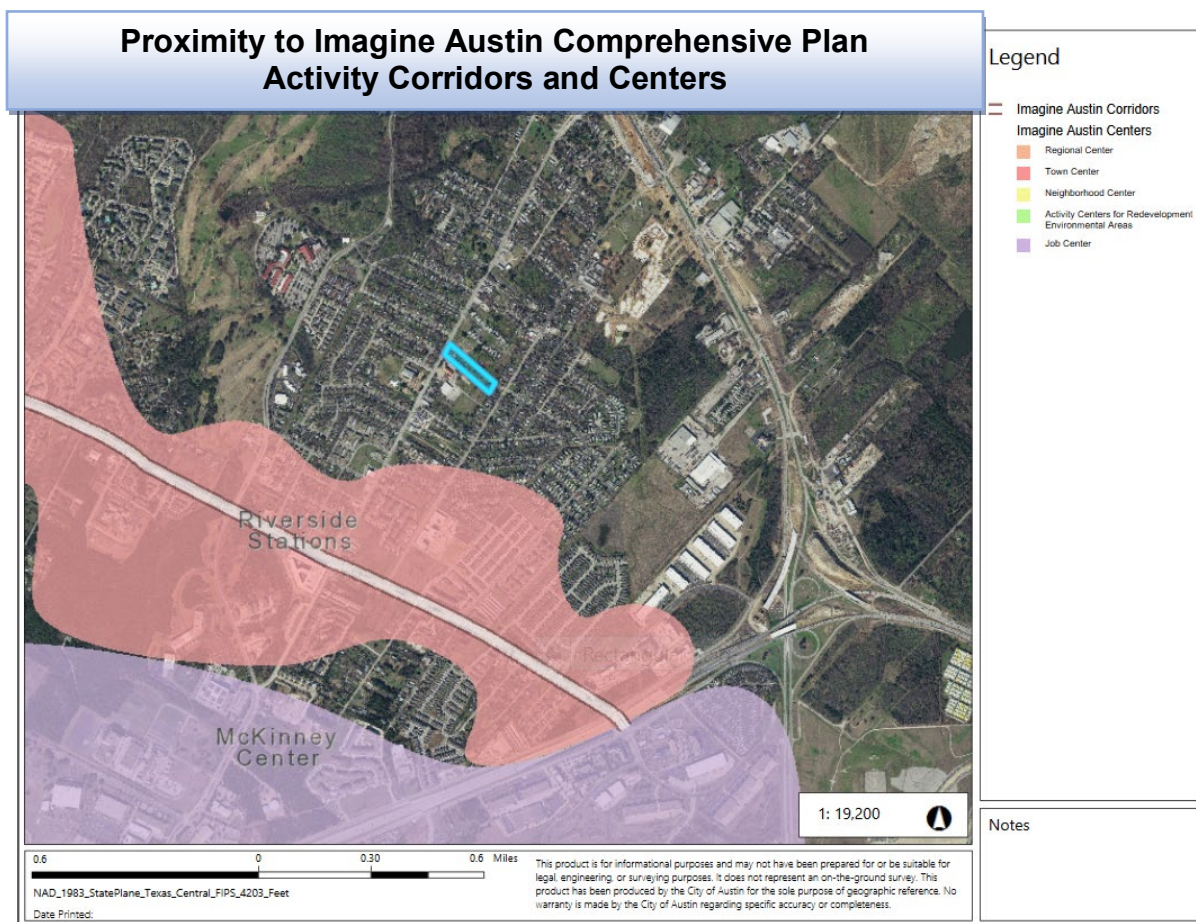 Proximity to Imagine Austin Comprehensive Plan
Activity Corridors and Centers
Legend
Imagine Austin Corridors
Imagine Austin Centers
Regional Center
Town Center
Neighborhood Center
Activity Centers for Redevelopment
Environmental Areas
Job Center
Riverside
Stations
Rectangular
McKinney
Center
1: 19,200
Notes
0.6
0
0.30
0.6 Miles
NAD_1983_StatePlane_Texas_Central_FIPS_4203_Feet
Date Printed:
This product is for informational purposes and may not have been prepared for or be suitable for
legal, engineering, or surveying purposes. It does not represent an on-the-ground survey. This
product has been produced by the City of Austin for the sole purpose of geographic reference. No
warranty is made by the City of Austin regarding specific accuracy or completeness.